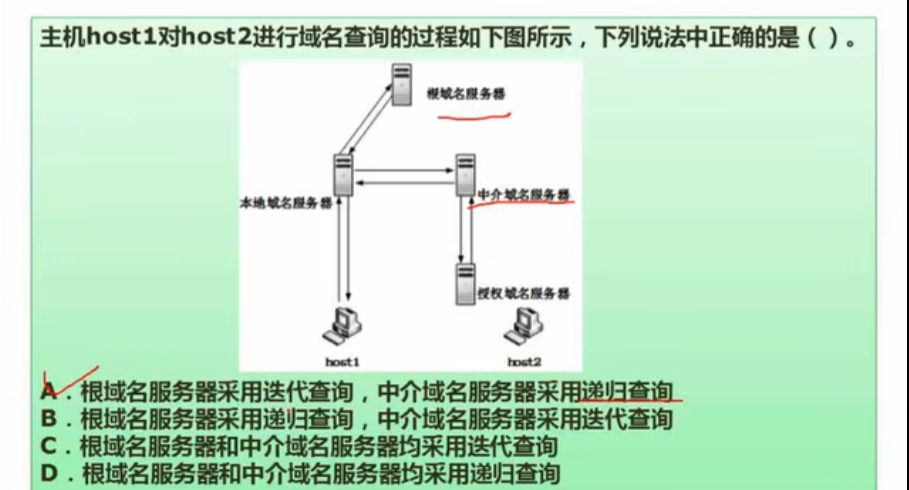 主机host1对host2进行域名查询的过程如下图所示，下列说法中正确的是（ ）。
根域名服务器
本地域名服务器
中介域名服务器
授权域名服务器
host1
host2
A．根域名服务器采用迭代查询，中介域名服务器采用递归查询
B．根域名服务器采用递归查询，中介域名服务器采用迭代查询
C．根域名服务器和中介域名服务器均采用迭代查询
D．根域名服务器和中介域名服务器均采用递归查询